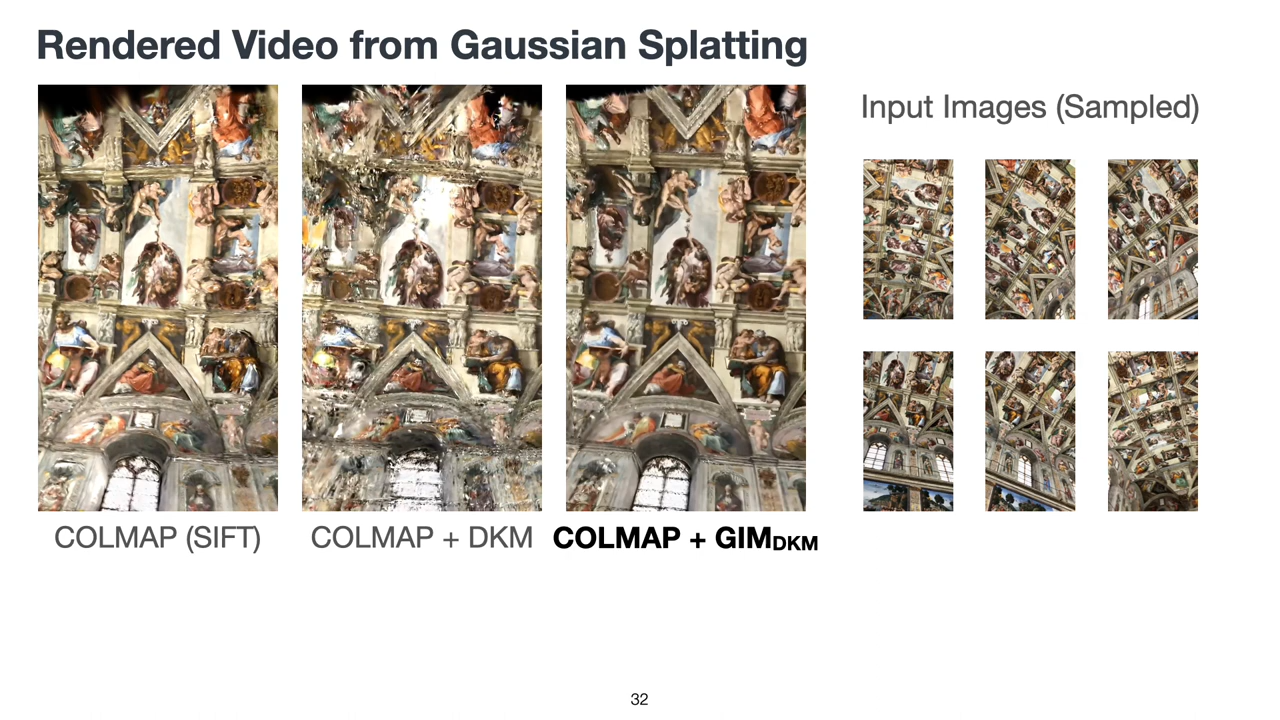 Rendered Video from Gaussian Splatting
Input Images (Sampled)
COLMAP (SIFT)
COLMAP + DKM
COLMAP + GIMDKM
32